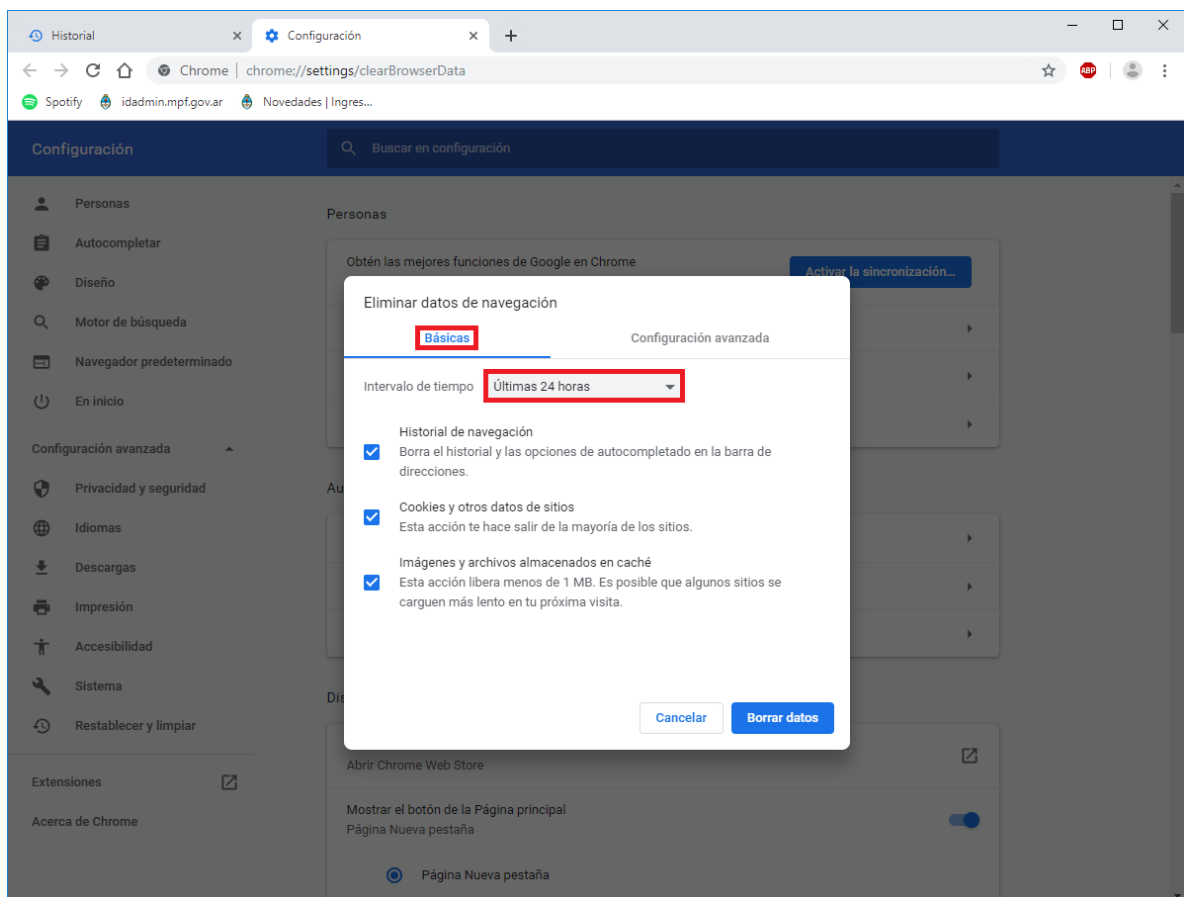 Historial
Configuración
Chrome | chrome://settings/clearBrowserData
ABP
Spotify idadmin.mpf.gov.ar Novedades | Ingres...
Configuración
Buscar en configuración
Personas
Autocompletar
Diseño
Motor de búsqueda
Navegador predeterminado
En inicio
Configuración avanzada
Privacidad y seguridad
Idiomas
Descargas
Impresión
Accesibilidad
Sistema
Restablecer y limpiar
Extensiones
Acerca de Chrome
Personas
Obtén las mejores funciones de Google en Chrome
Activar la sincronización...
Au
Dis
Eliminar datos de navegación
Básicas
Configuración avanzada
Intervalo de tiempo Últimas 24 horas
Historial de navegación
Borra el historial y las opciones de autocompletado en la barra de
direcciones.
Cookies y otros datos de sitios
Esta acción te hace salir de la mayoría de los sitios.
Imágenes y archivos almacenados en caché
Esta acción libera menos de 1 MB. Es posible que algunos sitios se
carguen más lento en tu próxima visita.
Cancelar
Borrar datos
Abrir Chrome Web Store
Mostrar el botón de la Página principal
Página Nueva pestaña
Página Nueva pestaña